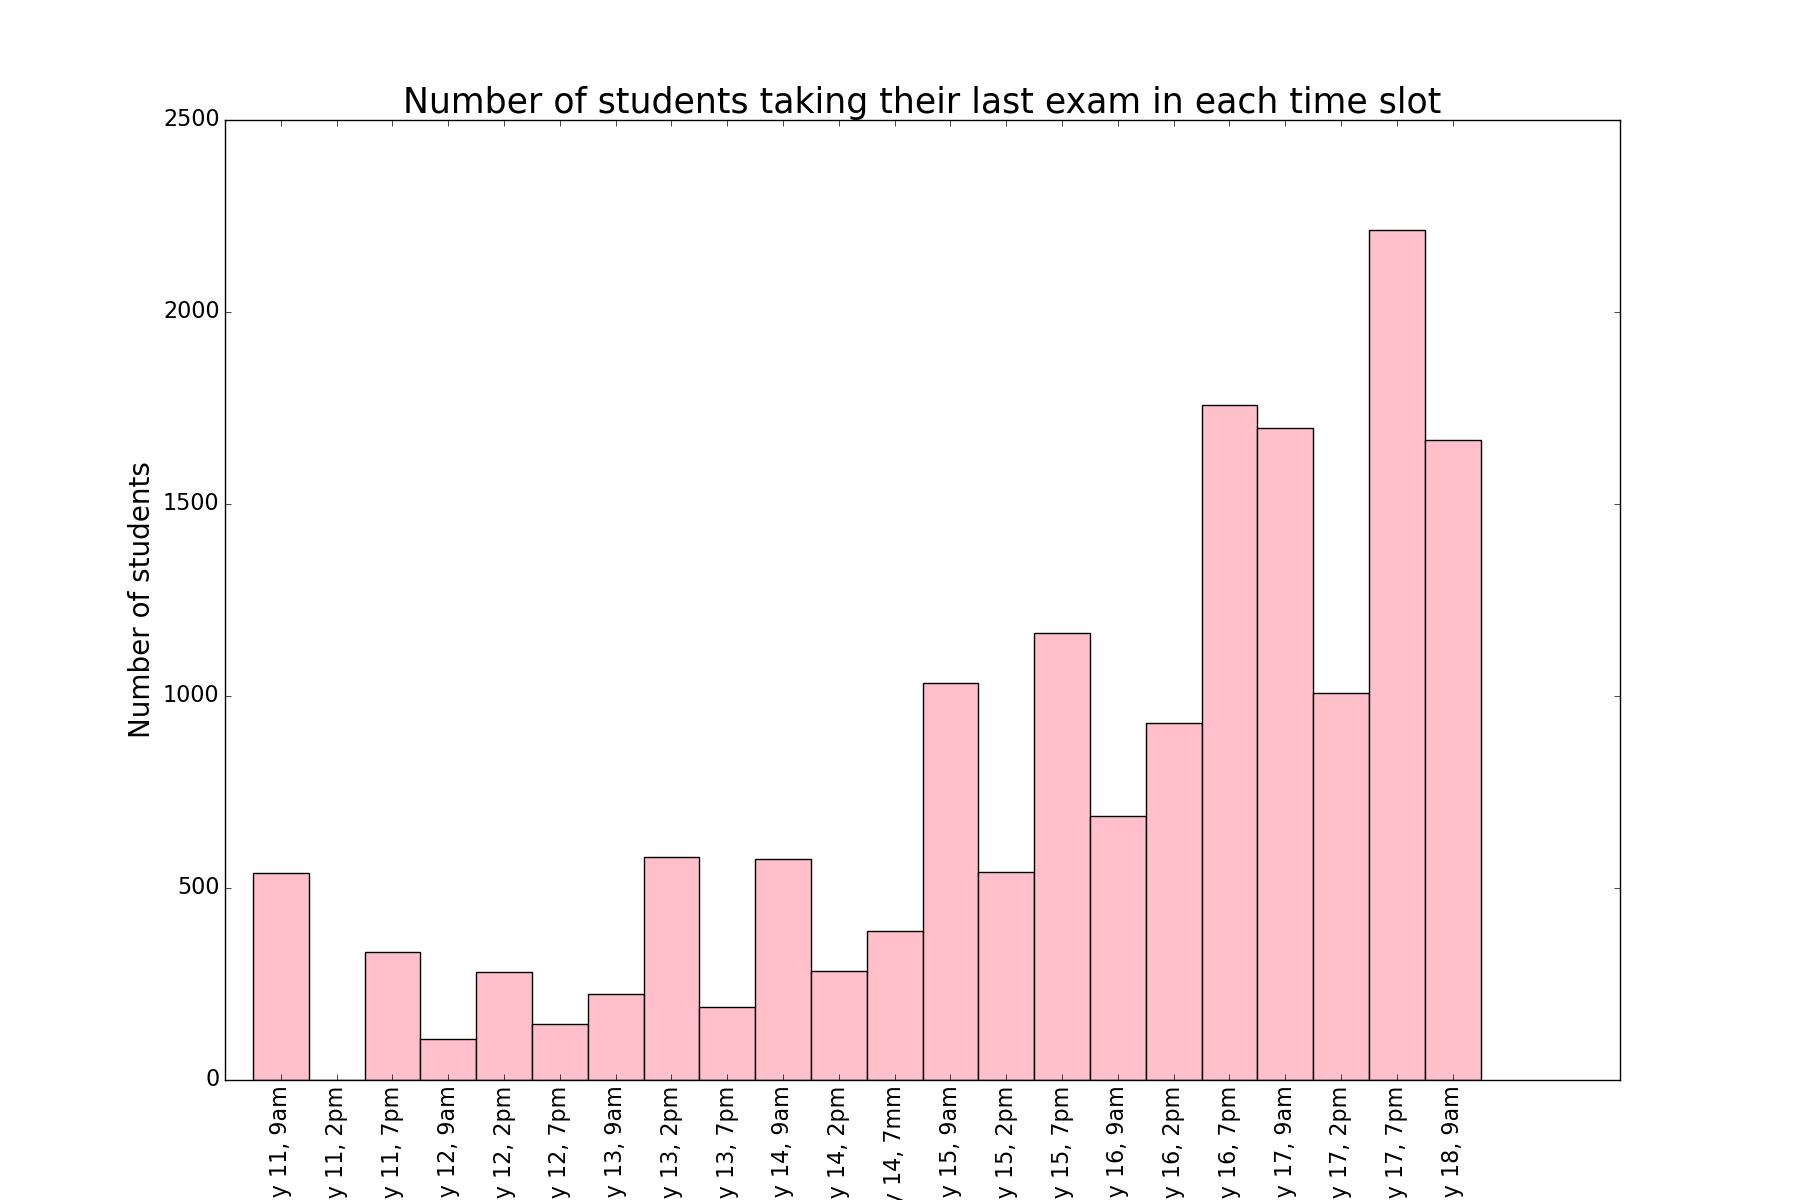 Number of students taking their last exam in each time slot
Number of students
2500
2000
1500
1000
500
0
y 11, 9am
y 11, 2pm
y 11, 7pm
y 12, 9am
y 12, 2pm
y 12, 7pm
y 13, 9am
y 13, 2pm
y 13, 7pm
y 14, 9am
y 14, 2pm
y 14, 7mm
y 15, 9am
y 15, 2pm
y 15, 7pm
y 16, 9am
y 16, 2pm
y 16, 7pm
y 17, 9am
y 17, 2pm
y 17, 7pm
y 18, 9am